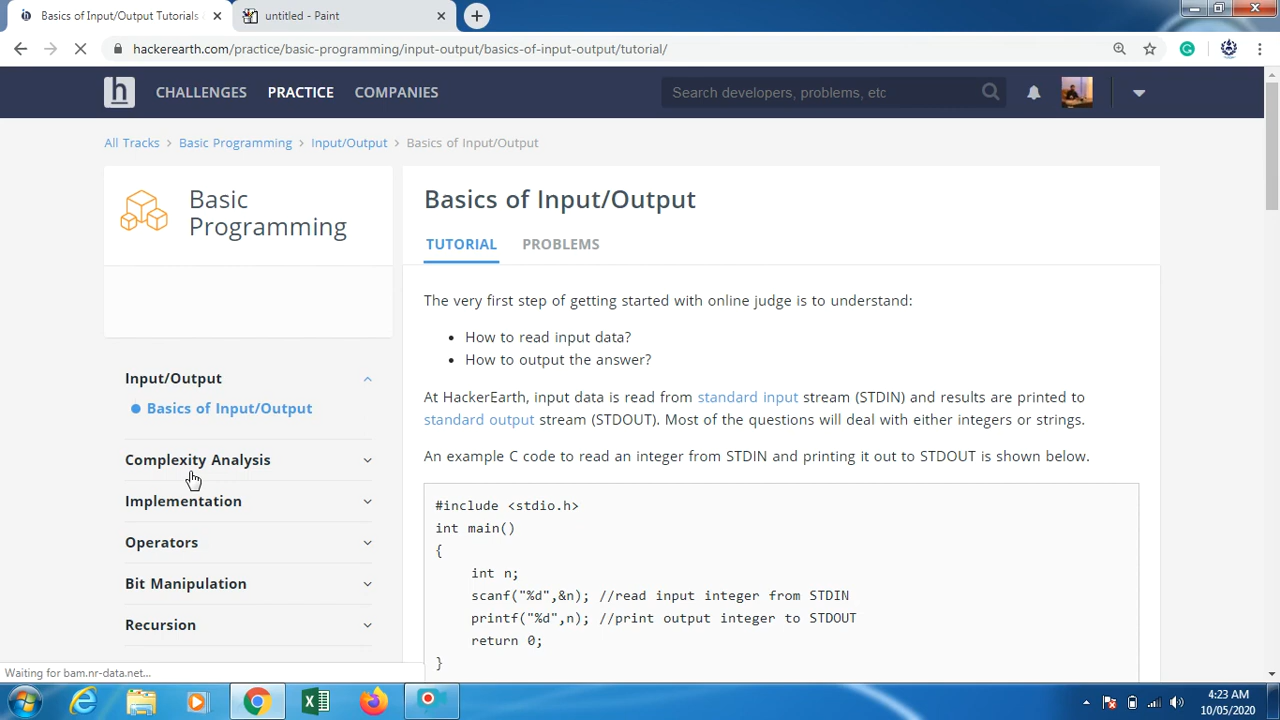 Basics of Input/Output Tutorials
untitled - Paint
hackerearth.com/practice/basic-programming/input-output/basics-of-input-output/tutorial/
h CHALLENGES PRACTICE COMPANIES
Search developers, problems, etc
All Tracks > Basic Programming > Input/Output > Basics of Input/Output
Basic
Programming
Input/Output
Basics of Input/Output
Complexity Analysis
Implementation
Operators
Bit Manipulation
Recursion
Basics of Input/Output
TUTORIAL PROBLEMS
The very first step of getting started with online judge is to understand:
• How to read input data?
• How to output the answer?
At HackerEarth, input data is read from standard input stream (STDIN) and results are printed to
standard output stream (STDOUT). Most of the questions will deal with either integers or strings.
An example C code to read an integer from STDIN and printing it out to STDOUT is shown below.
#include <stdio.h>
int main()
{
int n;
scanf("%d",&n); //read input integer from STDIN
printf("%d",n); //print output integer to STDOUT
return 0;
}
Waiting for bam.nr-data.net...
4:23 AM
10/05/2020